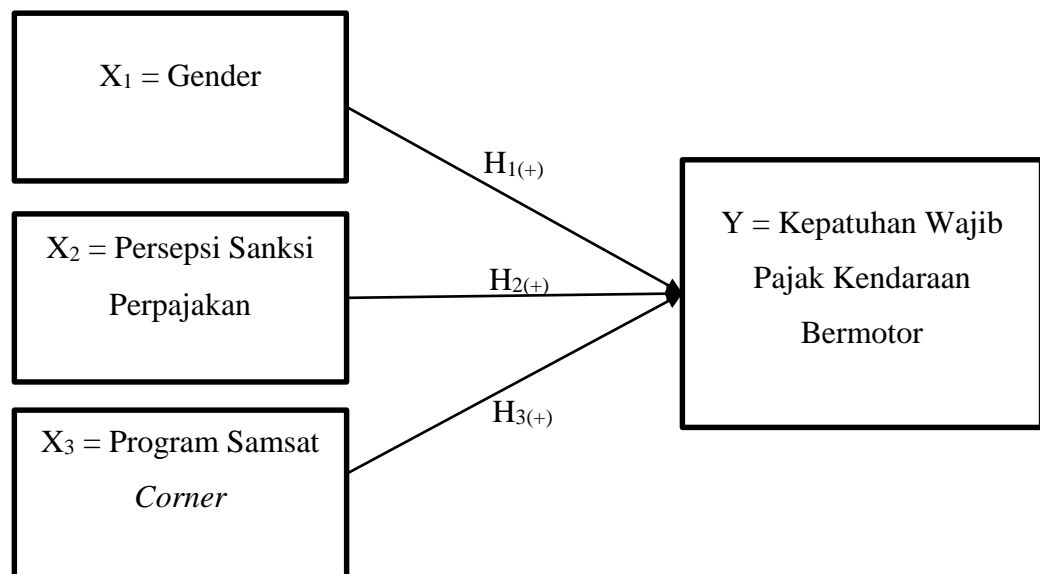 X₁ = Gender
H₁₍₊₎
X₂ = Persepsi Sanksi
Perpajakan
H₂₍₊₎
Y = Kepatuhan Wajib
Pajak Kendaraan
Bermotor
X₃ = Program Samsat
Corner
H₃₍₊₎